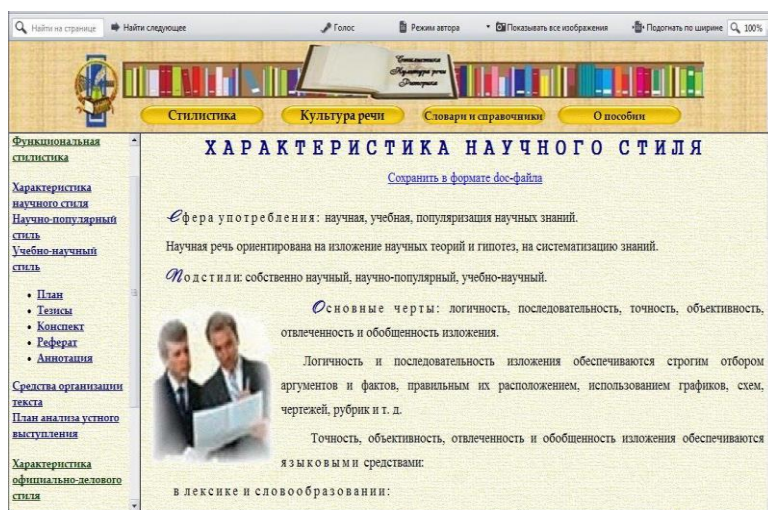 Найти на странице
Найти следующее
Голос
Режим автора
Показывать все изображения
Подогнать по ширине
100%
Стилистика
Культура речи
Риторика
Стилистика
Культура речи
Словари и справочники
О пособии
Функциональная
стилистика
Характеристика
научного стиля
Научно-популярный
стиль
Учебно-научный
стиль
• План
• Тезисы
• Конспект
• Реферат
• Аннотация
Средства организации
текста
План анализа устного
выступления
Характеристика
официально-делового
стиля
ХАРАКТЕРИСТИКА НАУЧНОГО СТИЛЯ
Сохранить в формате doc-файла
Сфера употребления: научная, учебная, популяризация научных знаний.
Научная речь ориентирована на изложение научных теорий и гипотез, на систематизацию знаний.
Подстили: собственно научный, научно-популярный, учебно-научный.
Основные черты: логичность, последовательность, точность, объективность,
отвлеченность и обобщенность изложения.
Логичность и последовательность изложения обеспечиваются строгим отбором
аргументов и фактов, правильным их расположением, использованием графиков, схем,
чертежей, рубрик и т. д.
Точность, объективность, отвлеченность и обобщенность изложения обеспечиваются
языковыми средствами:
в лексике и словообразовании: